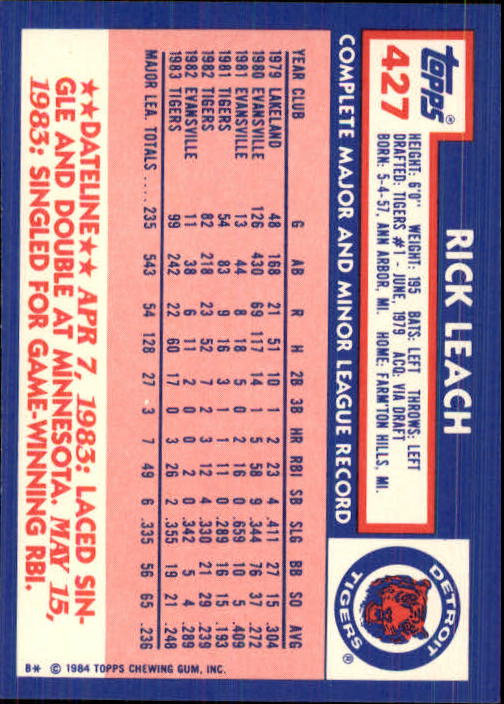 topps®
427
RICK LEACH
HEIGHT: 6'0" WEIGHT: 195 BATS: LEFT THROWS: LEFT
DRAFTED: TIGERS #1 - JUNE, 1979 ACQ: VIA DRAFT
BORN: 5-4-57, ANN ARBOR, MI. HOME: FARM'TON HILLS, MI.
COMPLETE MAJOR AND MINOR LEAGUE RECORD
DETROIT
TIGERS®
YEAR CLUB G AB R H 2B 3B HR RBI SB SLG BB SO AVG
1979 LAKELAND 48 168 21 51 10 1 2 23 4 .411 27 15 .304
1980 EVANSVILLE 126 430 69 117 14 1 5 58 9 .344 76 37 .272
1981 EVANSVILLE 13 44 8 18 5 0 2 16 0 .659 10 5 .409
1981 TIGERS 54 83 9 16 3 1 1 11 0 .289 16 15 .193
1982 TIGERS 82 218 23 52 7 2 3 12 4 .330 21 29 .239
1982 EVANSVILLE 11 38 6 11 2 0 0 2 0 .342 5 4 .289
1983 TIGERS 99 242 22 60 17 0 3 26 2 .355 19 21 .248
MAJOR LEA. TOTALS ..... 235 543 54 128 27 3 7 49 6 .335 56 65 .236
★★DATELINE★★ APR 7, 1983: LACED SIN-
GLE AND DOUBLE AT MINNESOTA. MAY 15,
1983: SINGLED FOR GAME-WINNING RBI.
B* © 1984 TOPPS CHEWING GUM, INC.